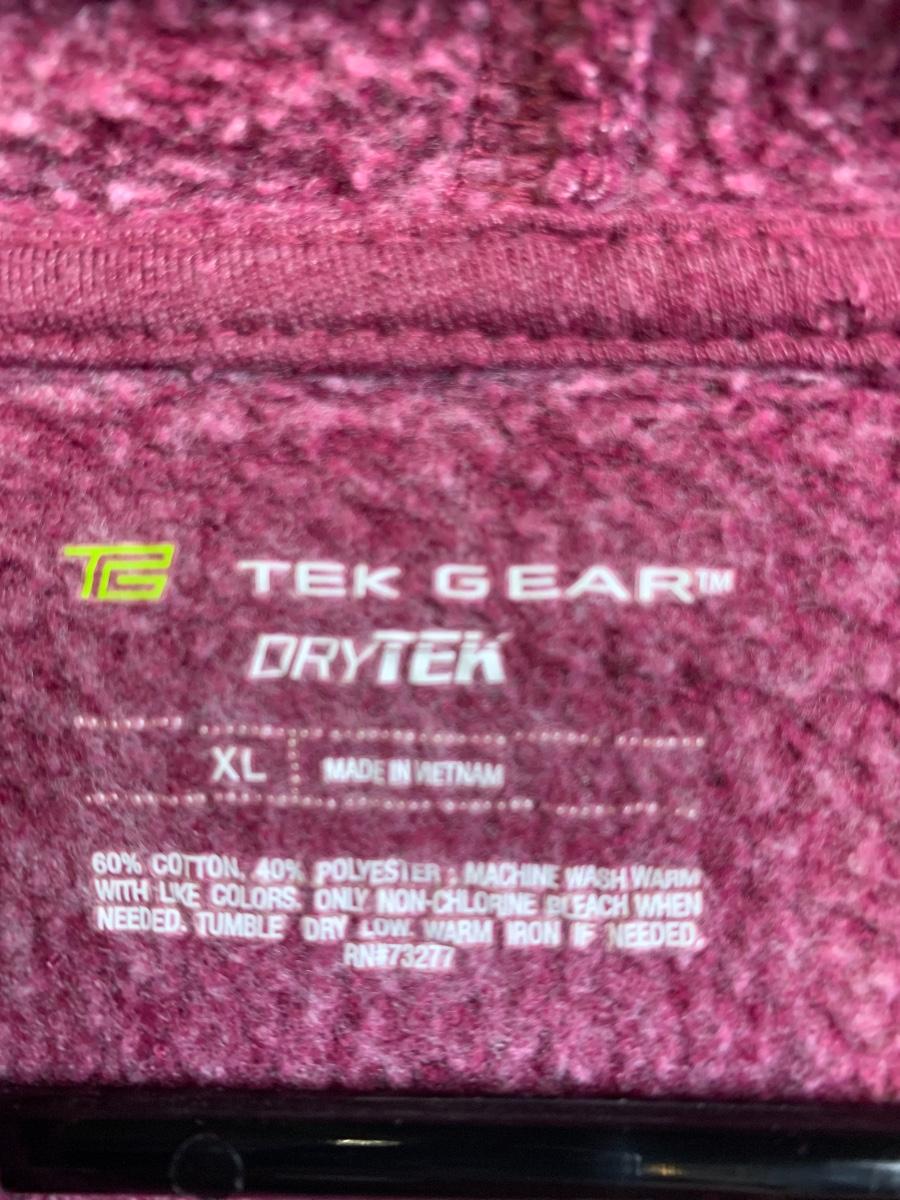 TG TEK GEAR™
DRYTEK
XL MADE IN VIETNAM
60% COTTON, 40% POLYESTER ; MACHINE WASH WARM
WITH LIKE COLORS. ONLY NON-CHLORINE BLEACH WHEN
NEEDED. TUMBLE DRY LOW. WARM IRON IF NEEDED.
RN#73277